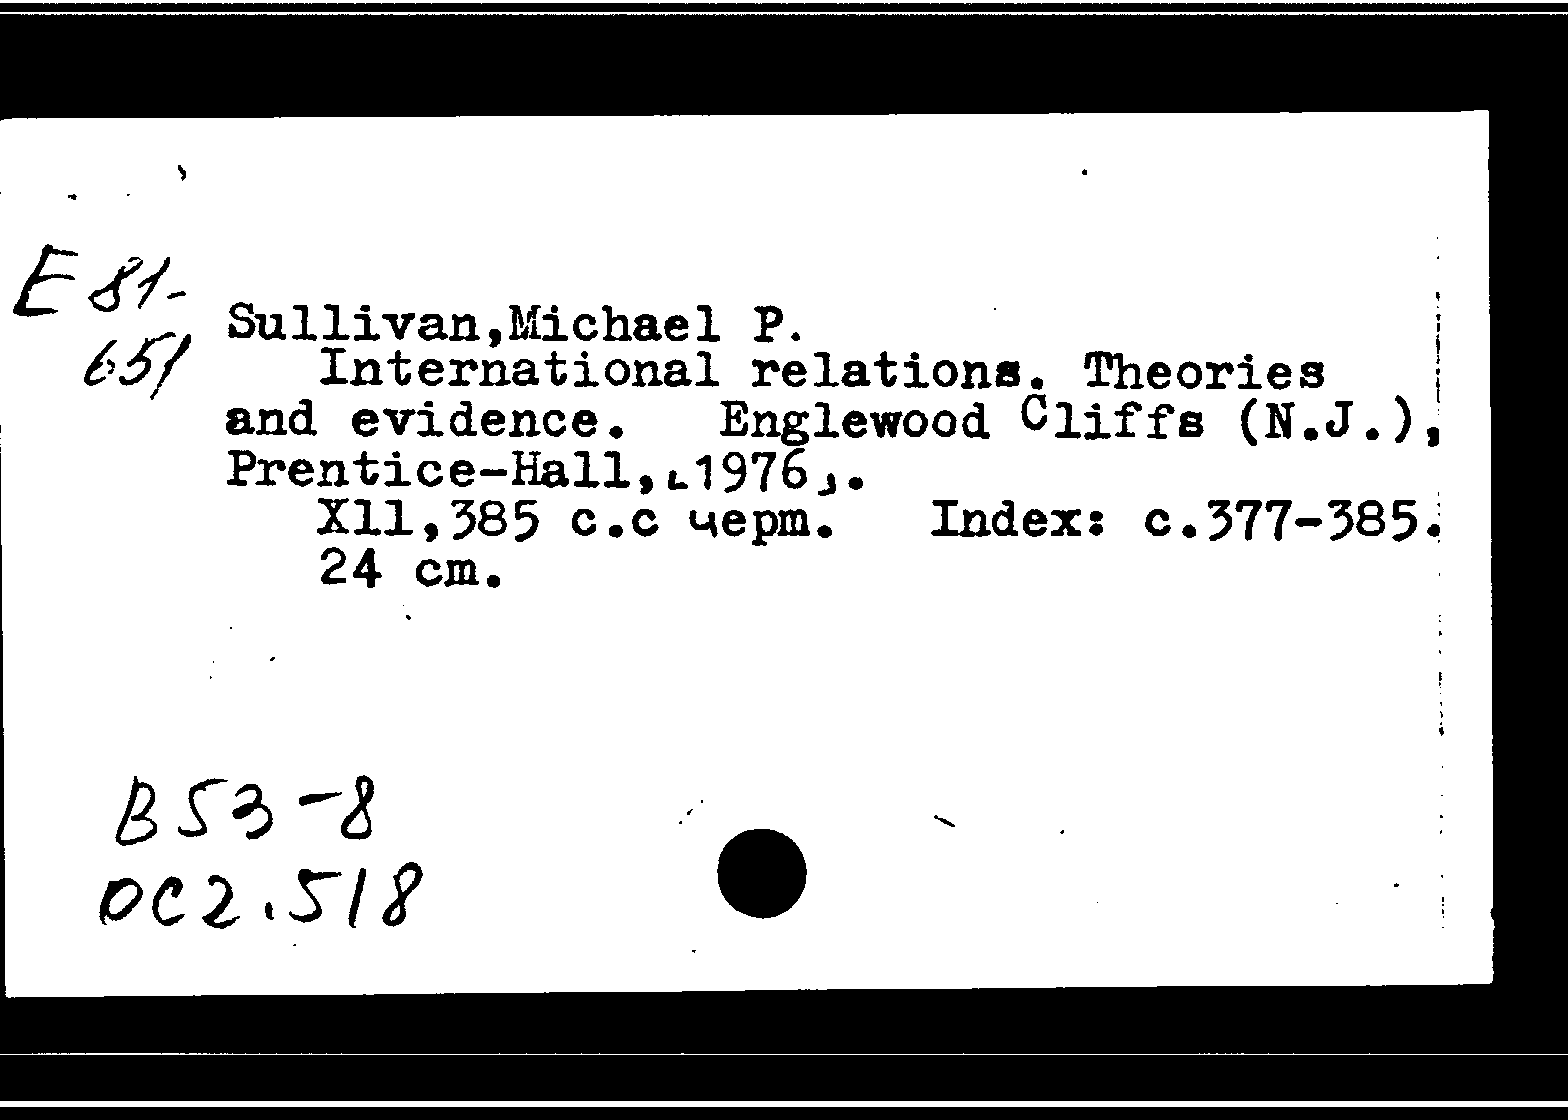 E 81-
651
Sullivan,Michael P.
International relations. Theories
and evidence. Englewood Cliffs (N.J.),
Prentice-Hall,⌞1976⌟.
X11,385 c.c черт. Index: c.377-385.
24 cm.
B53-8
OC2.518